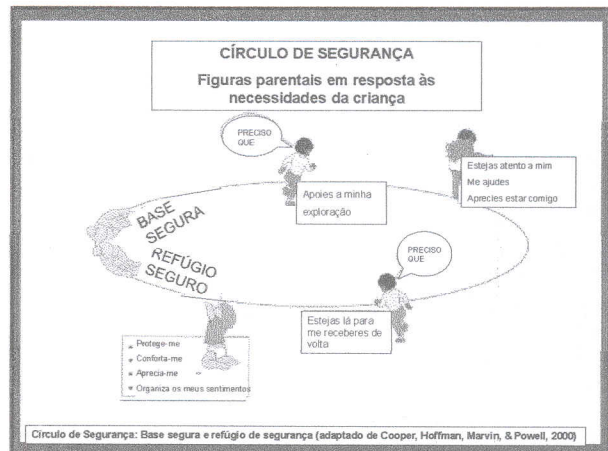 CÍRCULO DE SEGURANÇA
Figuras parentais em resposta às
necessidades da criança
PRECISO
QUE
Apoies a minha
exploração
Estejas atento a mim
Me ajudes
Aprecies estar comigo
BASE
SEGURA
REFÚGIO
SEGURO
PRECISO
QUE
Estejas lá para
me receberes de
volta
Protege-me
Conforta-me
Aprecia-me
Organiza os meus sentimentos
Círculo de Segurança: Base segura e refúgio de segurança (adaptado de Cooper, Hoffman, Marvin, & Powell, 2000)